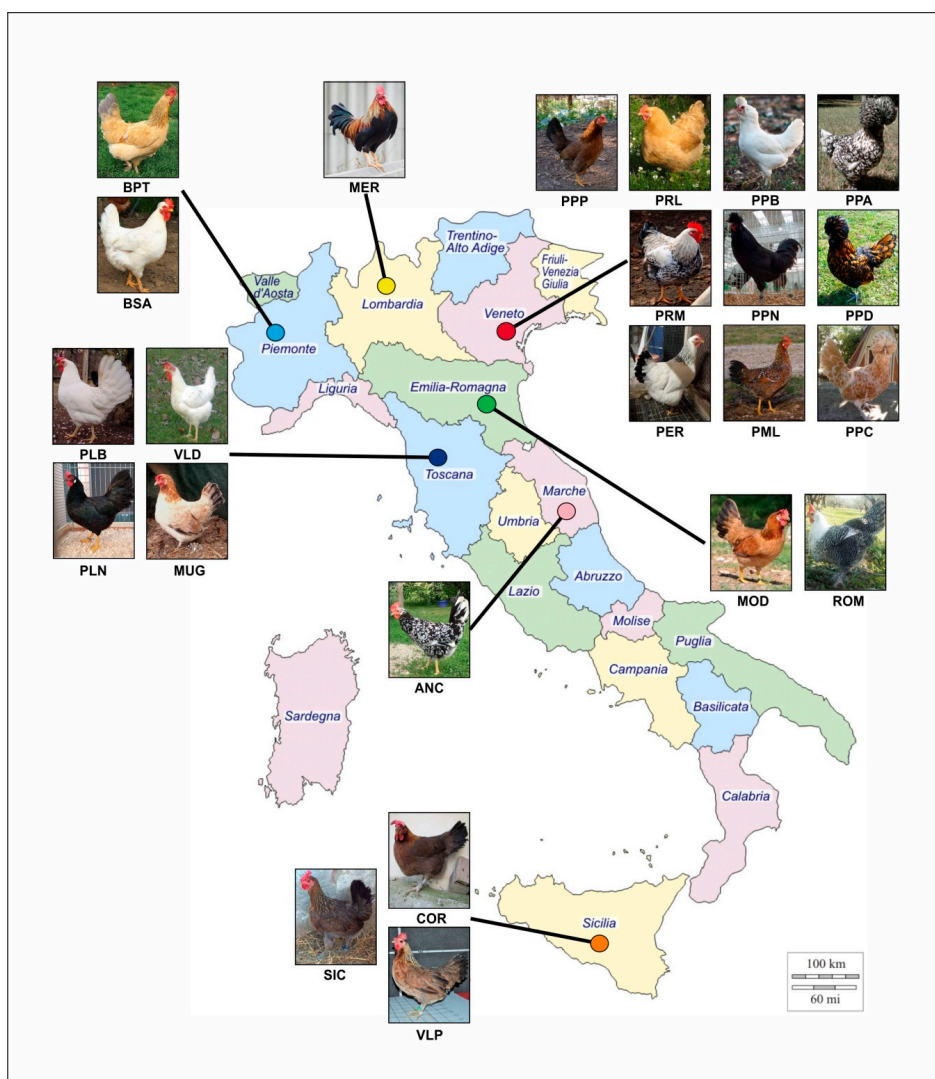 BPT
MER
PPP
PRL
PPB
PPA
BSA
Trentino-
Alto Adige
Friuli-
Venezia
Giulia
Valle
d'Aosta
Lombardia
Veneto
PRM
PPN
PPD
Piemonte
Liguria
Emilia-Romagna
PER
PML
PPC
PLB
VLD
Toscana
Marche
Umbria
PLN
MUG
Abruzzo
Lazio
MOD
ROM
Molise
Puglia
Campania
ANC
Basilicata
Sardegna
Calabria
COR
Sicilia
SIC
VLP
100 km
60 mi